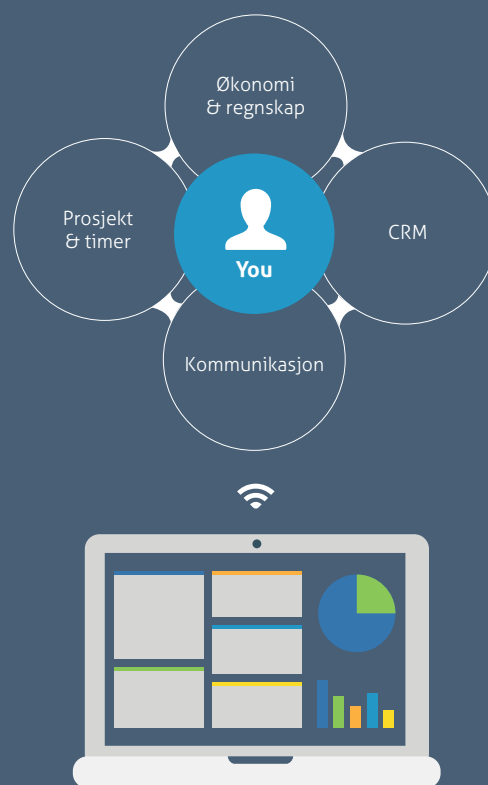 Økonomi
& regnskap
Prosjekt
& timer
CRM
You
Kommunikasjon